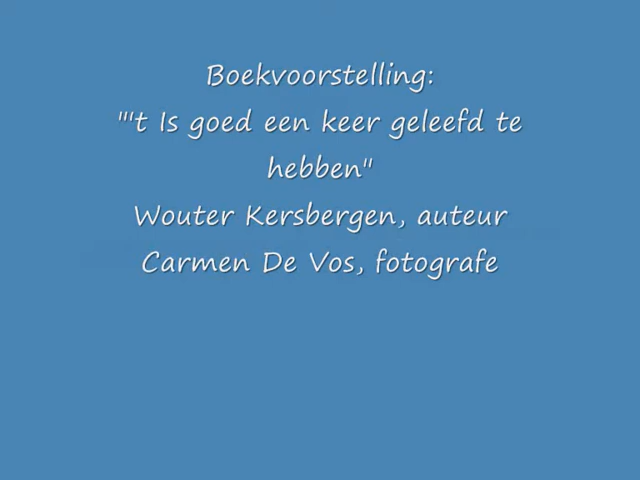 Boekvoorstelling:
"'t Is goed een keer geleefd te
hebben"
Wouter Kersbergen, auteur
Carmen De Vos, fotografe